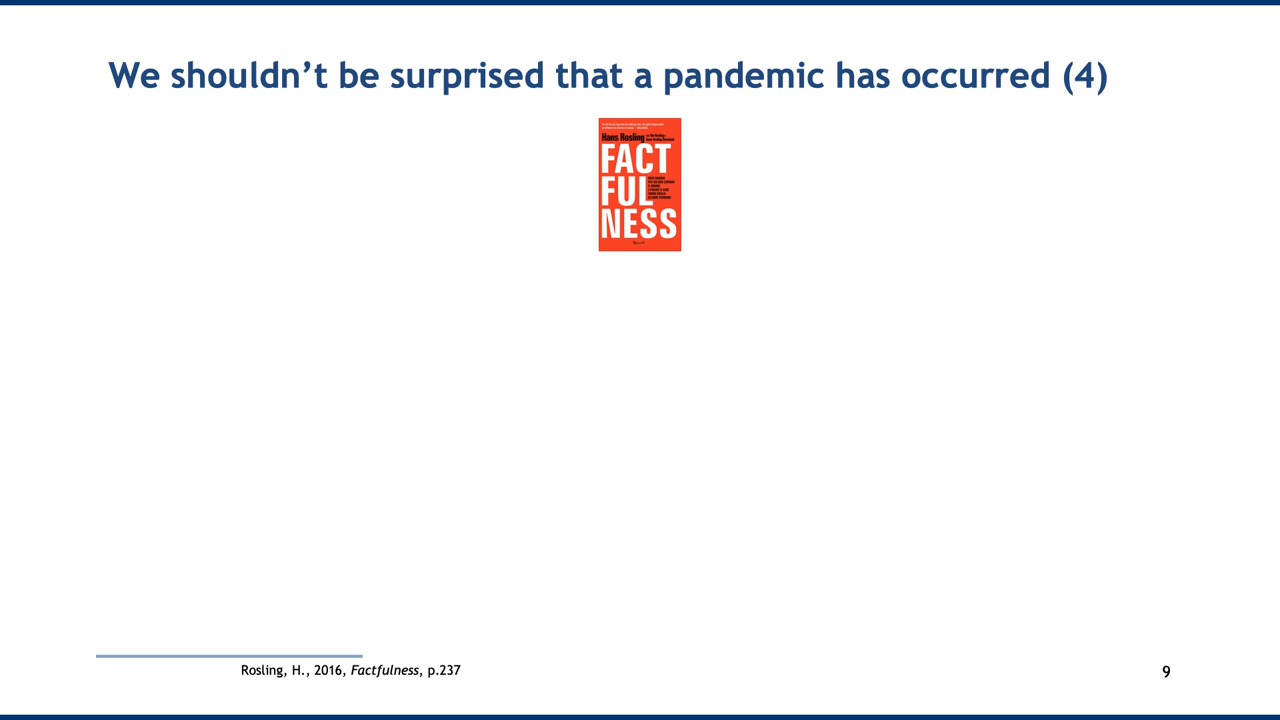 We shouldn’t be surprised that a pandemic has occurred (4)
Hans Rosling
FACT
FUL
NESS
Rosling, H., 2016, Factfulness, p.237
9